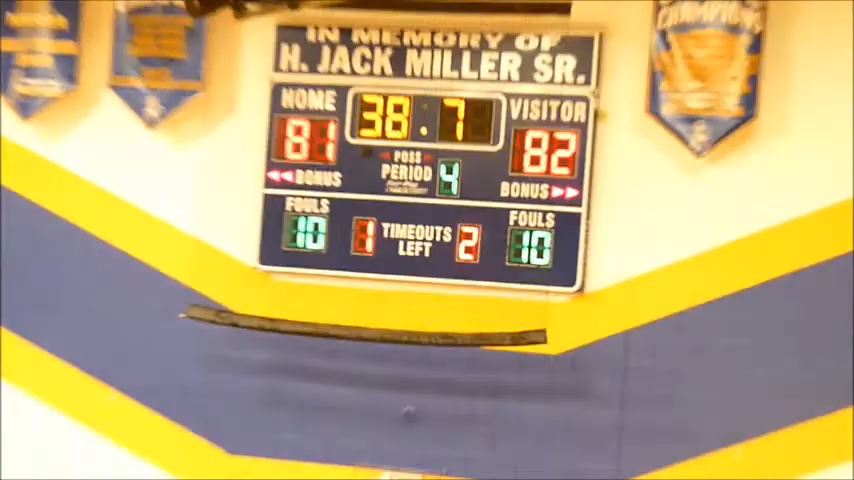 IN MEMORY OF
H. JACK MILLER SR.
HOME 38.7 VISITOR
81 POSS 82
PERIOD 4
BONUS BONUS
FOULS FOULS
10 1 TIMEOUTS LEFT 2 10
CHAMPIONS